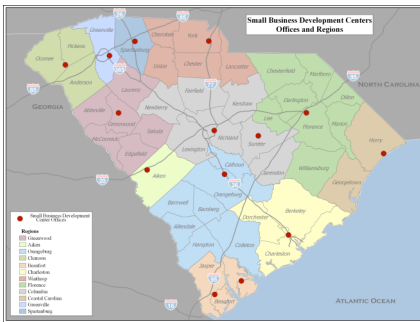 Small Business Development Centers
Offices and Regions
Greenville
Spartanburg
Cherokee
York
Oconee
Pickens
Anderson
Union
Chester
Lancaster
Chesterfield
Marlboro
NORTH CAROLINA
GEORGIA
Laurens
Abbeville
Greenwood
McCormick
Newberry
Fairfield
Kershaw
Darlington
Dillon
Lee
Florence
Marion
Saluda
Edgefield
Lexington
Richland
Sumter
Horry
Aiken
Calhoun
Clarendon
Williamsburg
Georgetown
Orangeburg
Barnwell
Bamberg
Allendale
Dorchester
Berkeley
Hampton
Colleton
Charleston
Jasper
Beaufort
ATLANTIC OCEAN
Small Business Development
Center Offices
Regions
Greenwood
Aiken
Orangeburg
Clemson
Beaufort
Charleston
Winthrop
Florence
Columbia
Coastal Carolina
Greenville
Spartanburg